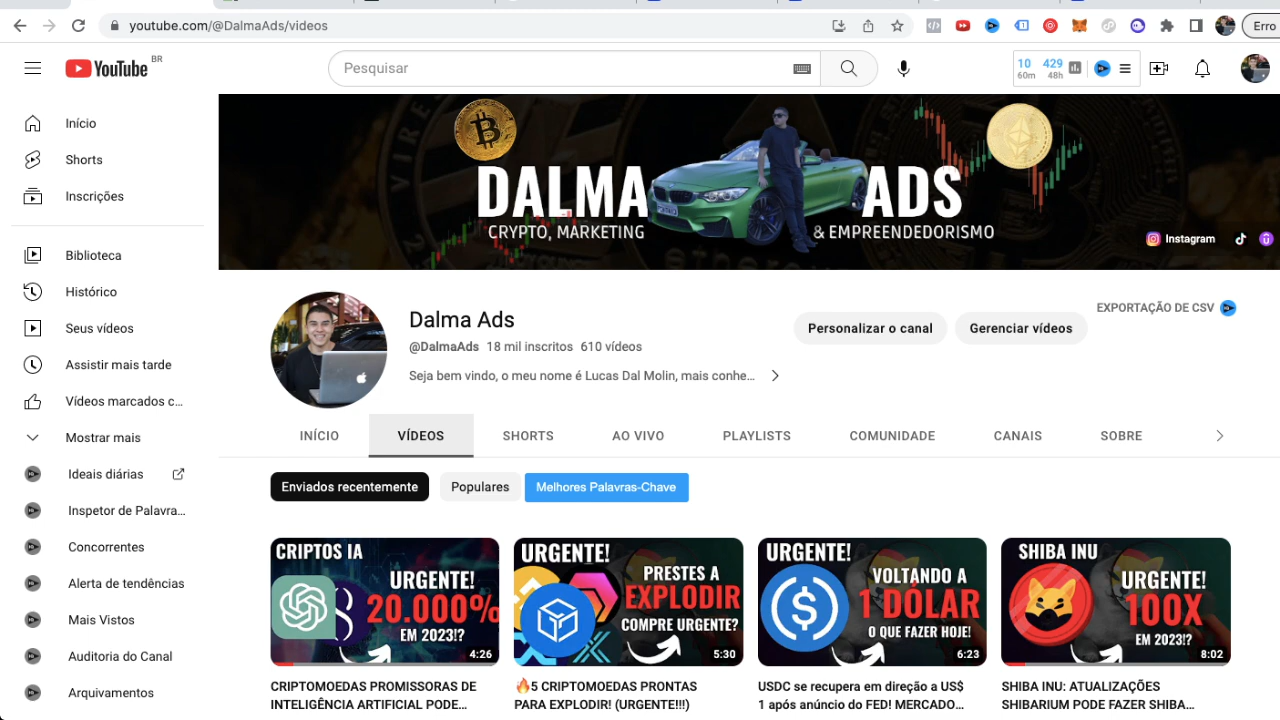 youtube.com/@DalmaAds/videos
Erro
YouTube BR
Pesquisar
10 429
60m 48h
Início
Shorts
Inscrições
Biblioteca
Histórico
Seus vídeos
Assistir mais tarde
Vídeos marcados c...
Mostrar mais
Ideais diárias
Inspetor de Palavra...
Concorrentes
Alerta de tendências
Mais Vistos
Auditoria do Canal
Arquivamentos
DALMA ADS
CRYPTO, MARKETING & EMPREENDEDORISMO
Instagram
Dalma Ads
@DalmaAds 18 mil inscritos 610 vídeos
Seja bem vindo, o meu nome é Lucas Dal Molin, mais conhe...
Personalizar o canal
Gerenciar vídeos
EXPORTAÇÃO DE CSV
INÍCIO VÍDEOS SHORTS AO VIVO PLAYLISTS COMUNIDADE CANAIS SOBRE
Enviados recentemente Populares Melhores Palavras-Chave
CRIPTOS IA
URGENTE!
20.000%
EM 2023!?
4:26
CRIPTOMOEDAS PROMISSORAS DE
INTELIGÊNCIA ARTIFICIAL PODE...
URGENTE!
PRESTES A
EXPLODIR
COMPRE URGENTE?
5:30
🔥5 CRIPTOMOEDAS PRONTAS
PARA EXPLODIR! (URGENTE!!!)
URGENTE!
VOLTANDO A
1 DÓLAR
O QUE FAZER HOJE!
6:23
USDC se recupera em direção a US$
1 após anúncio do FED! MERCADO...
SHIBA INU
URGENTE!
100X
EM 2023!?
8:02
SHIBA INU: ATUALIZAÇÕES
SHIBARIUM PODE FAZER SHIBA...